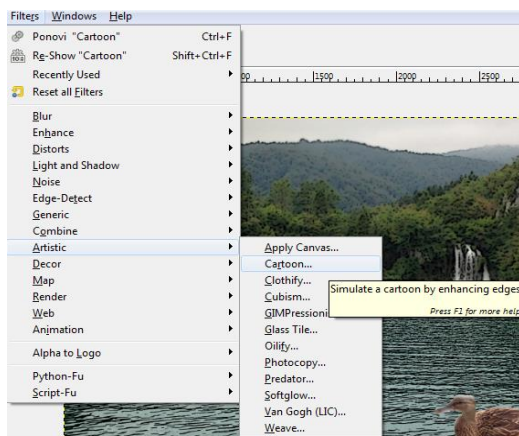 Filters Windows Help
Ponovi "Cartoon" Ctrl+F
Re-Show "Cartoon" Shift+Ctrl+F
Recently Used
Reset all Filters
1500 2000 2500
Blur
Enhance
Distorts
Light and Shadow
Noise
Edge-Detect
Generic
Combine
Artistic
Decor
Map
Render
Web
Animation
Alpha to Logo
Python-Fu
Script-Fu
Apply Canvas...
Cartoon...
Clothify...
Cubism...
GIMPressioni
Glass Tile...
Oilify...
Photocopy...
Predator...
Softglow...
Van Gogh (LIC)...
Weave...
Simulate a cartoon by enhancing edges
Press F1 for more help